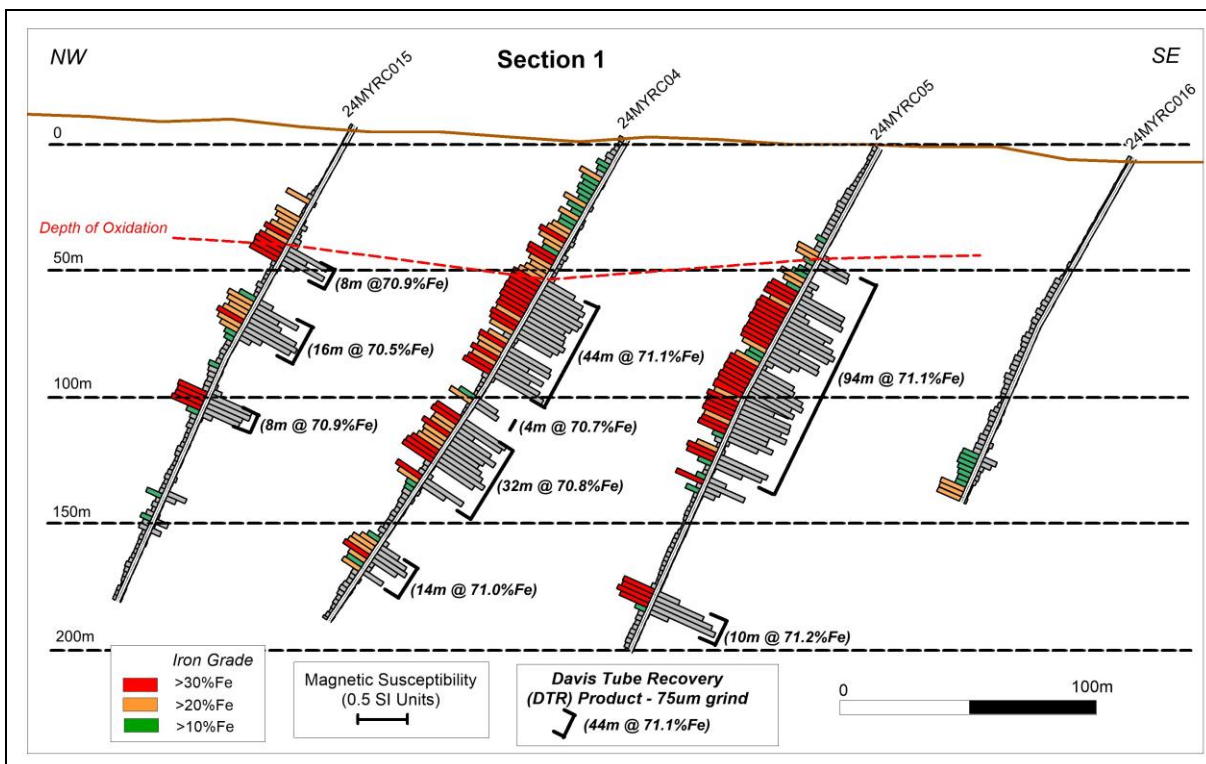 NW
Section 1
SE
24MYRC015
24MYRC04
24MYRC05
24MYRC016
0
Depth of Oxidation
50m
(8m @70.9%Fe)
(16m @ 70.5%Fe)
(44m @ 71.1%Fe)
(94m @ 71.1%Fe)
100m
(8m @ 70.9%Fe)
(4m @ 70.7%Fe)
(32m @ 70.8%Fe)
150m
(14m @ 71.0%Fe)
(10m @ 71.2%Fe)
200m
Iron Grade
>30%Fe
>20%Fe
>10%Fe
Magnetic Susceptibility
(0.5 SI Units)
Davis Tube Recovery
(DTR) Product - 75um grind
(44m @ 71.1%Fe)
0
100m